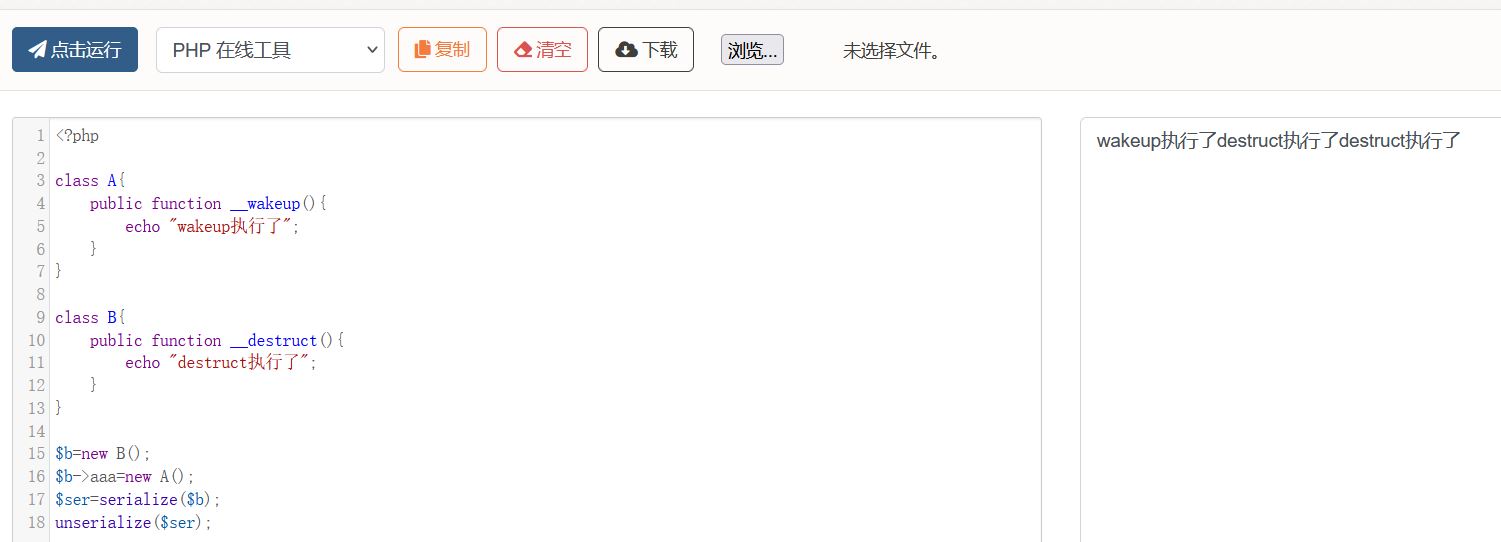 点击运行 PHP 在线工具 复制 清空 下载 浏览... 未选择文件。
1 <?php
2
3 class A{
4     public function __wakeup(){
5         echo "wakeup执行了";
6     }
7 }
8
9 class B{
10     public function __destruct(){
11         echo "destruct执行了";
12     }
13 }
14
15 $b=new B();
16 $b->aaa=new A();
17 $ser=serialize($b);
18 unserialize($ser);
wakeup执行了destruct执行了destruct执行了